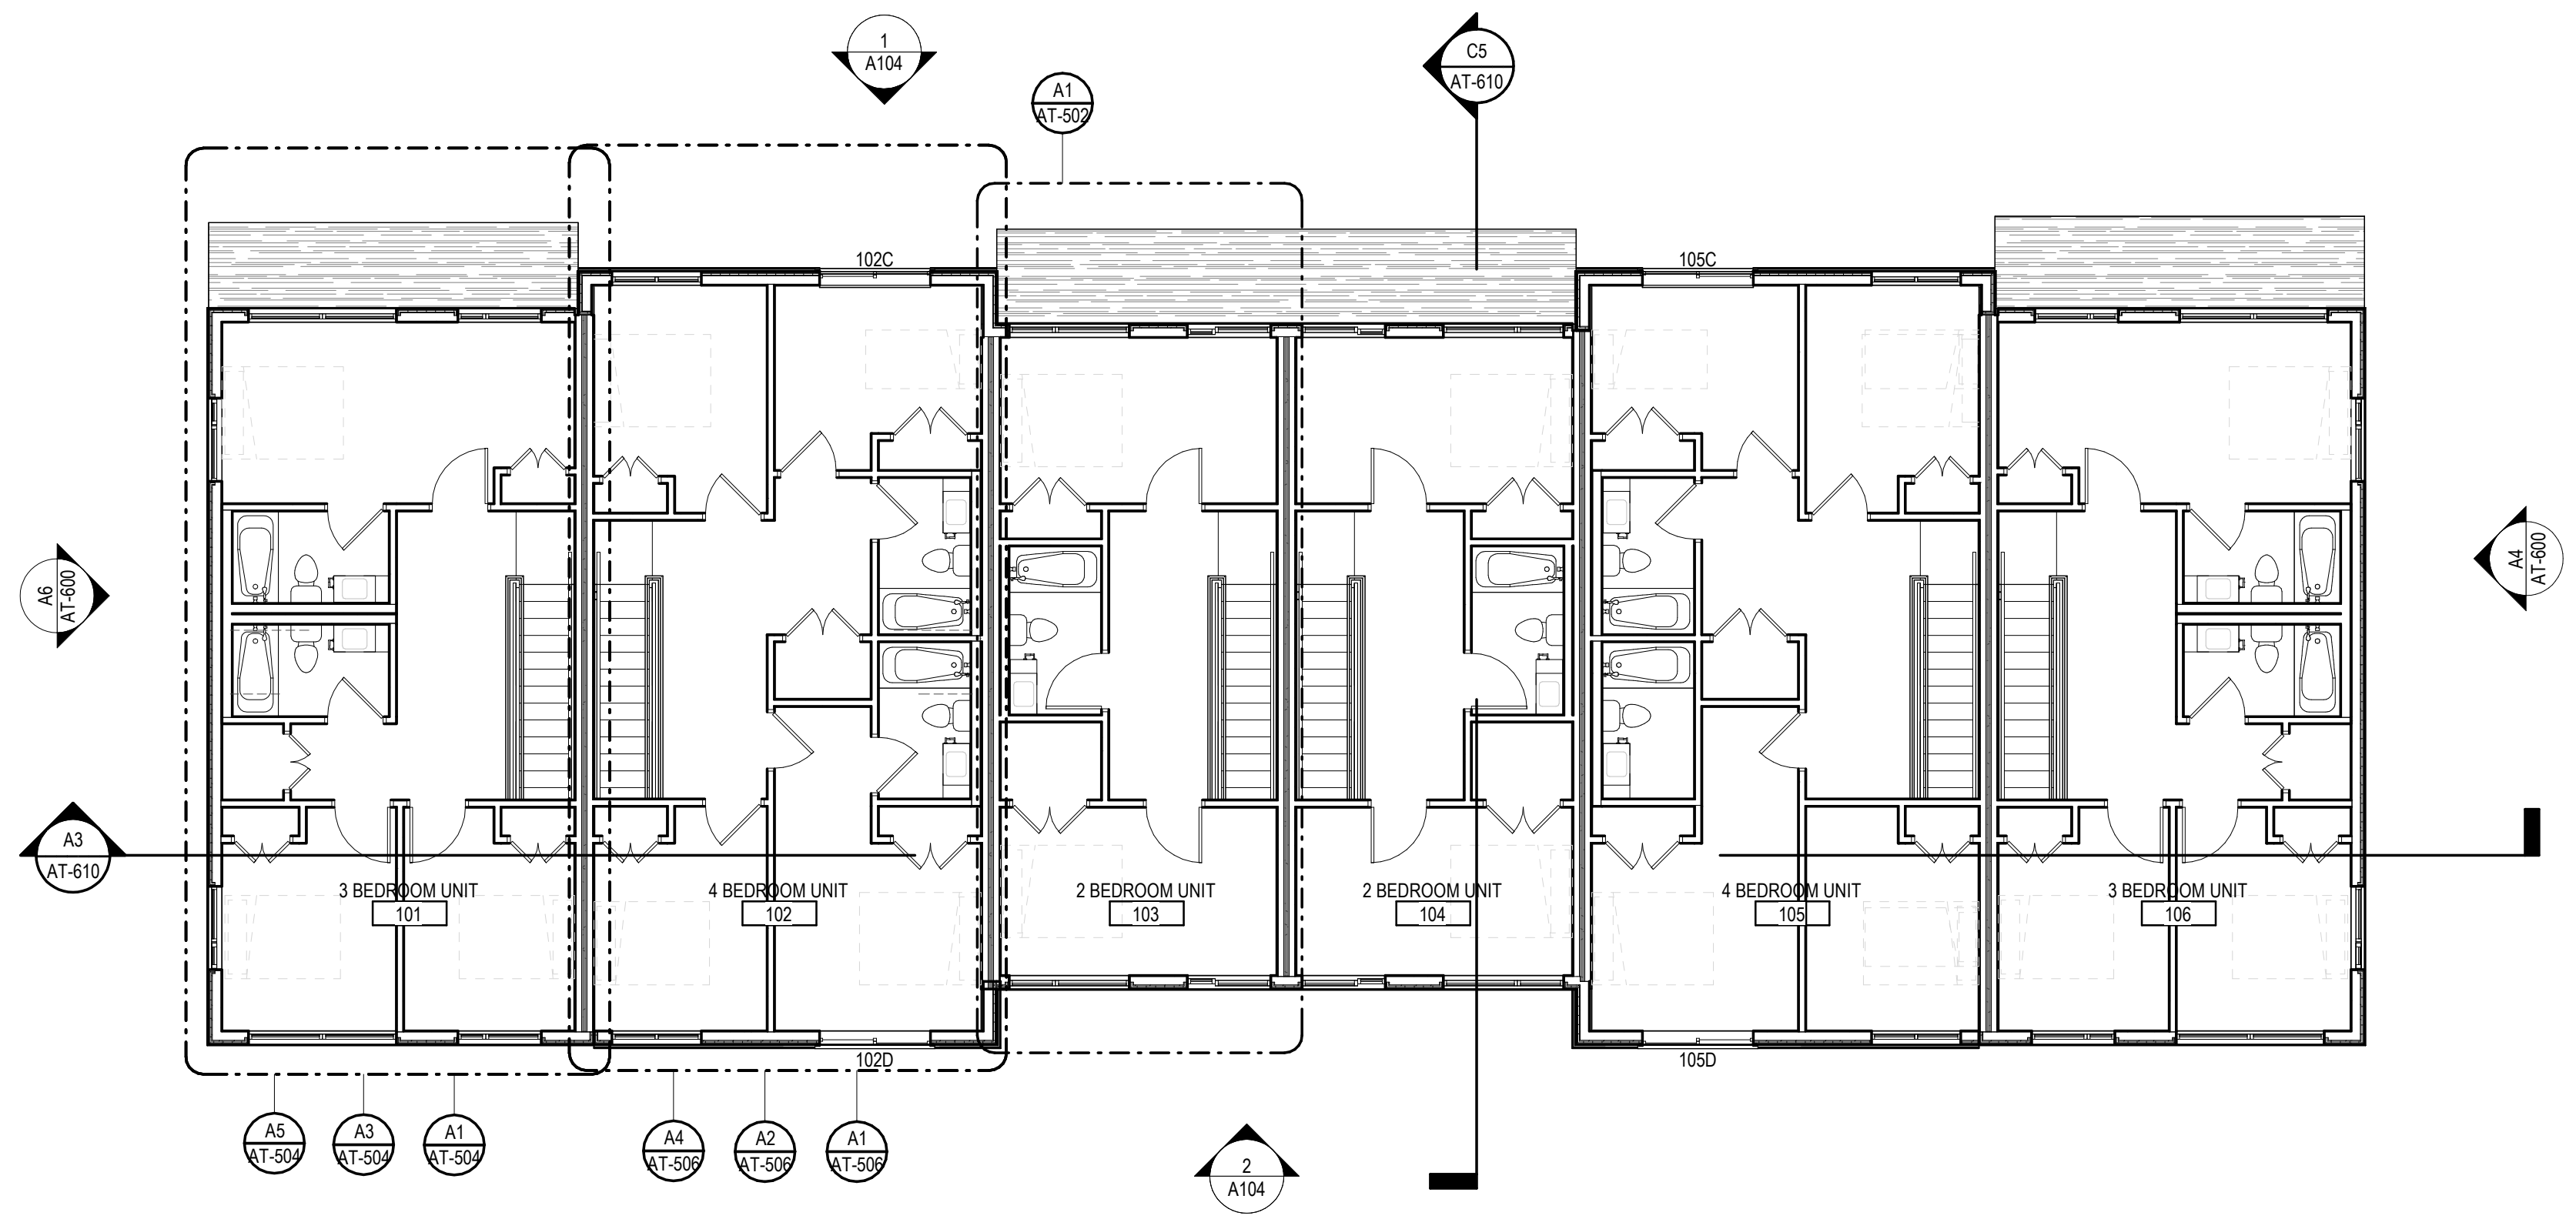 1
A104
C5
AT-610
A1
AT-502
102C
105C
A6
AT-600
A4
AT-600
A3
AT-610
3 BEDROOM UNIT
101
4 BEDROOM UNIT
102
2 BEDROOM UNIT
103
2 BEDROOM UNIT
104
4 BEDROOM UNIT
105
3 BEDROOM UNIT
106
102D
105D
A5
AT-504
A3
AT-504
A1
AT-504
A4
AT-506
A2
AT-506
A1
AT-506
2
A104